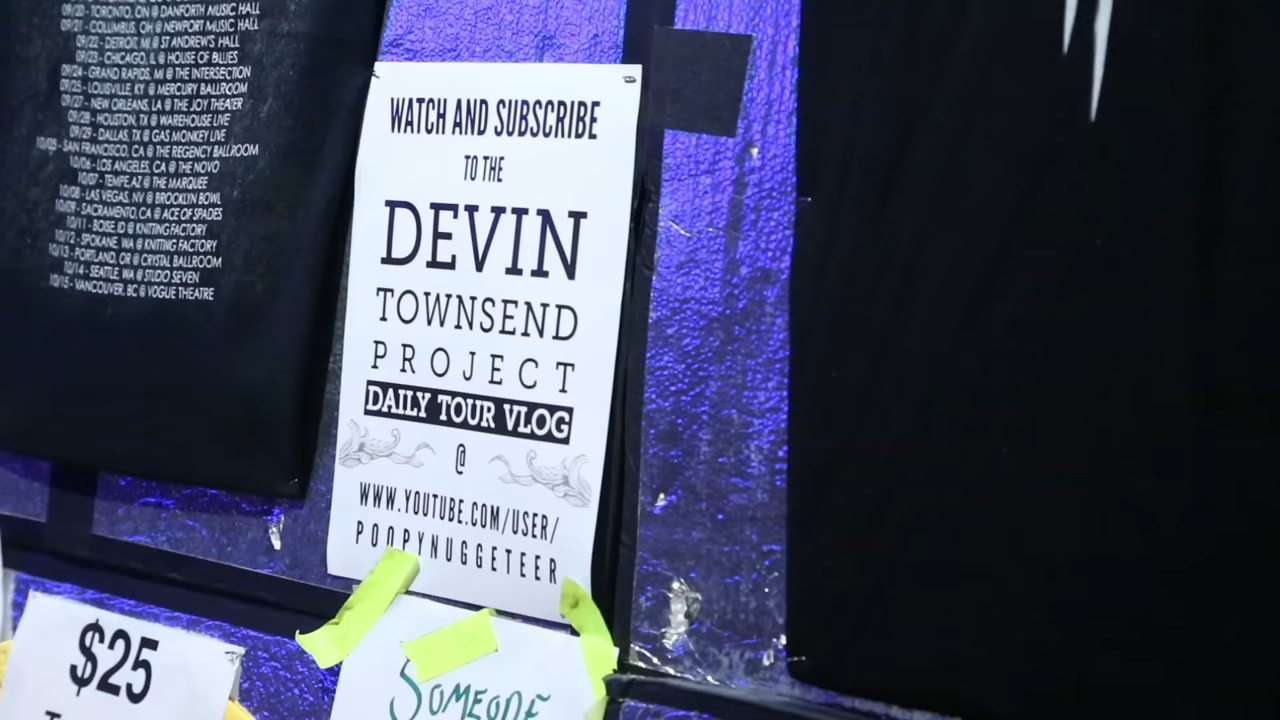 09/20 - TORONTO, ON @ DANFORTH MUSIC HALL
09/21 - COLUMBUS, OH @ NEWPORT MUSIC HALL
09/22 - DETROIT, MI @ ST ANDREW'S HALL
09/23 - CHICAGO, IL @ HOUSE OF BLUES
09/24 - GRAND RAPIDS, MI @ THE INTERSECTION
09/25 - LOUISVILLE, KY @ MERCURY BALLROOM
09/27 - NEW ORLEANS, LA @ THE JOY THEATER
09/28 - HOUSTON, TX @ WAREHOUSE LIVE
09/29 - DALLAS, TX @ GAS MONKEY LIVE
10/05 - SAN FRANCISCO, CA @ THE REGENCY BALLROOM
10/06 - LOS ANGELES, CA @ THE NOVO
10/07 - TEMPE, AZ @ THE MARQUEE
10/08 - LAS VEGAS, NV @ BROOKLYN BOWL
10/09 - SACRAMENTO, CA @ ACE OF SPADES
10/11 - BOISE, ID @ KNITTING FACTORY
10/12 - SPOKANE, WA @ KNITTING FACTORY
10/13 - PORTLAND, OR @ CRYSTAL BALLROOM
10/14 - SEATTLE, WA @ STUDO SEVEN
10/15 - VANCOUVER, BC @ VOGUE THEATRE
WATCH AND SUBSCRIBE
TO THE
DEVIN
TOWNSEND
PROJECT
DAILY TOUR VLOG
@
WWW.YOUTUBE.COM/USER/
POOPYNUGGETEER
$25
SOMEONE